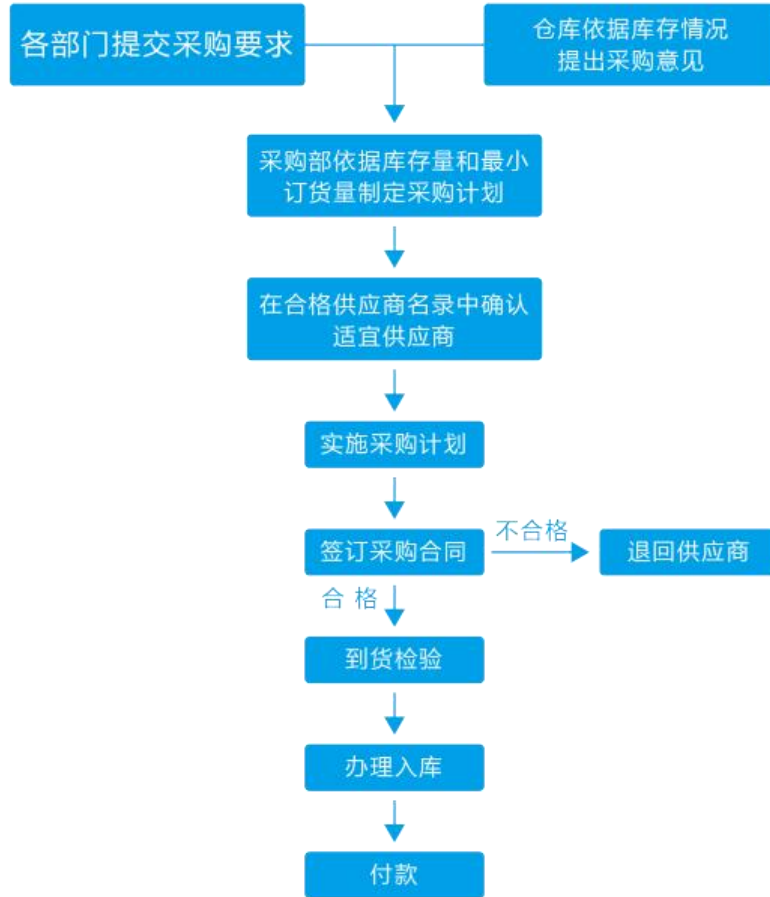 各部门提交采购要求
仓库依据库存情况
提出采购意见
采购部依据库存量和最小
订货量制定采购计划
在合格供应商名录中确认
适宜供应商
实施采购计划
签订采购合同
不合格
退回供应商
合 格
到货检验
办理入库
付款